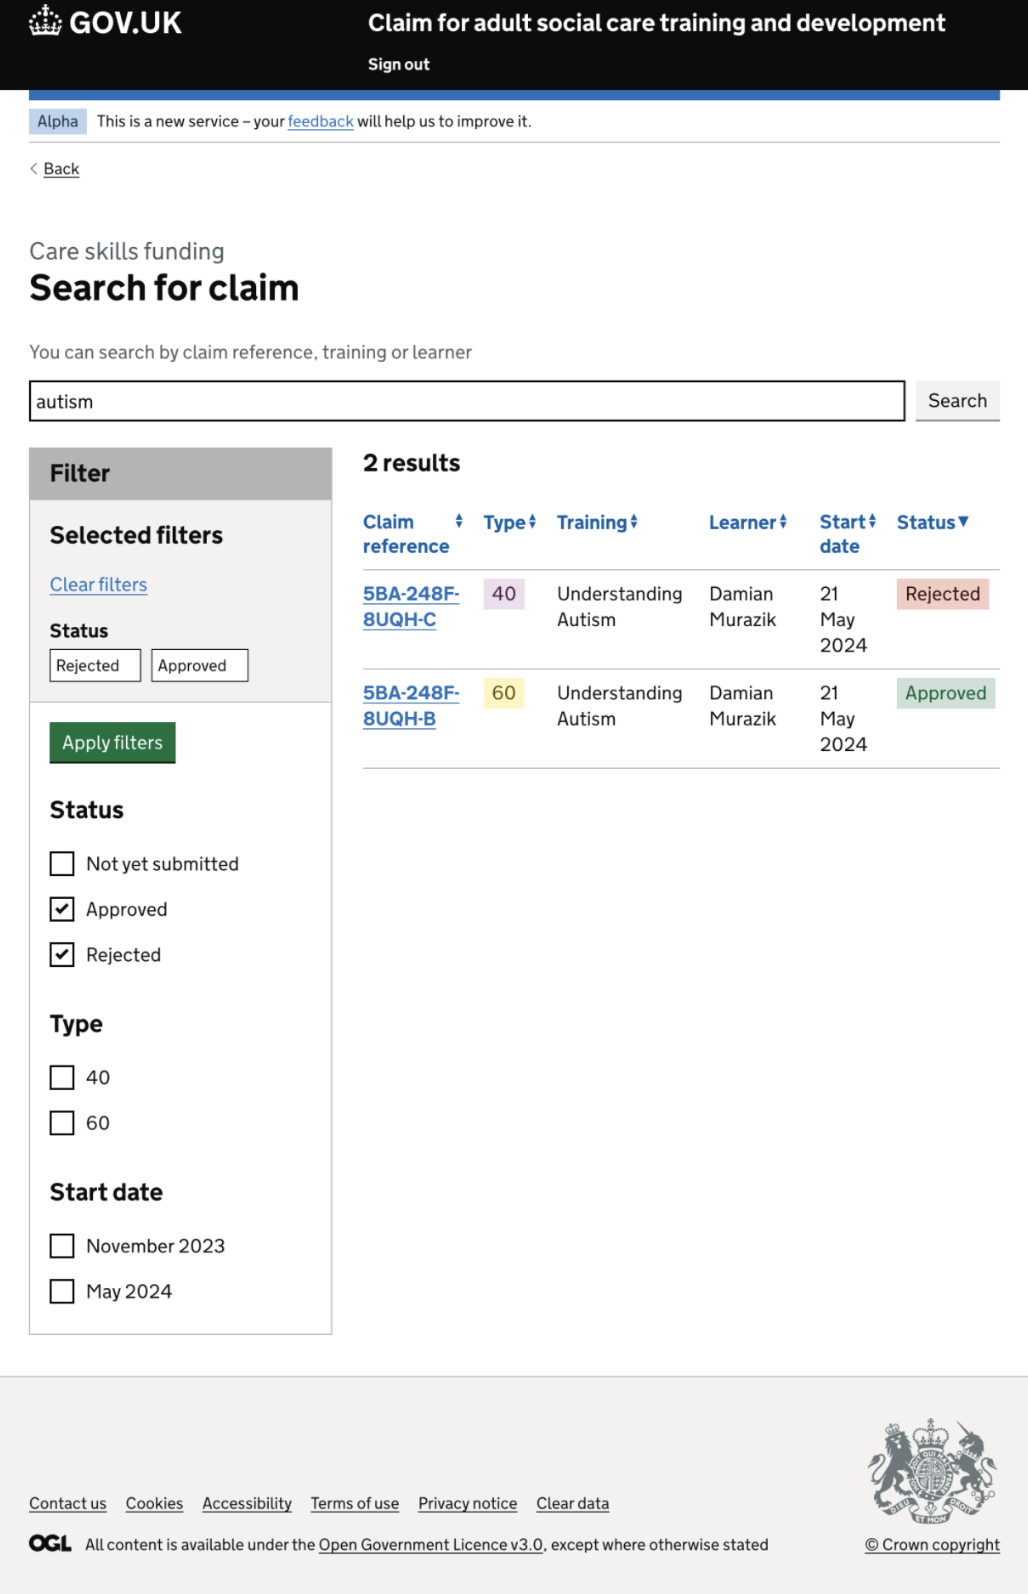 GOV.UK
Claim for adult social care training and development
Sign out
Alpha This is a new service – your feedback will help us to improve it.
Back
Care skills funding
Search for claim
You can search by claim reference, training or learner
autism
Search
Filter
Selected filters
Clear filters
Status
Rejected Approved
Apply filters
Status
Not yet submitted
Approved
Rejected
Type
40
60
Start date
November 2023
May 2024
2 results
Claim Type Training Learner Start Status
reference date
5BA-248F- 40 Understanding Damian 21 Rejected
8UQH-C Autism Murazik May
2024
5BA-248F- 60 Understanding Damian 21 Approved
8UQH-B Autism Murazik May
2024
Contact us Cookies Accessibility Terms of use Privacy notice Clear data
OGL All content is available under the Open Government Licence v3.0, except where otherwise stated
DIEU ET MON DROIT
© Crown copyright